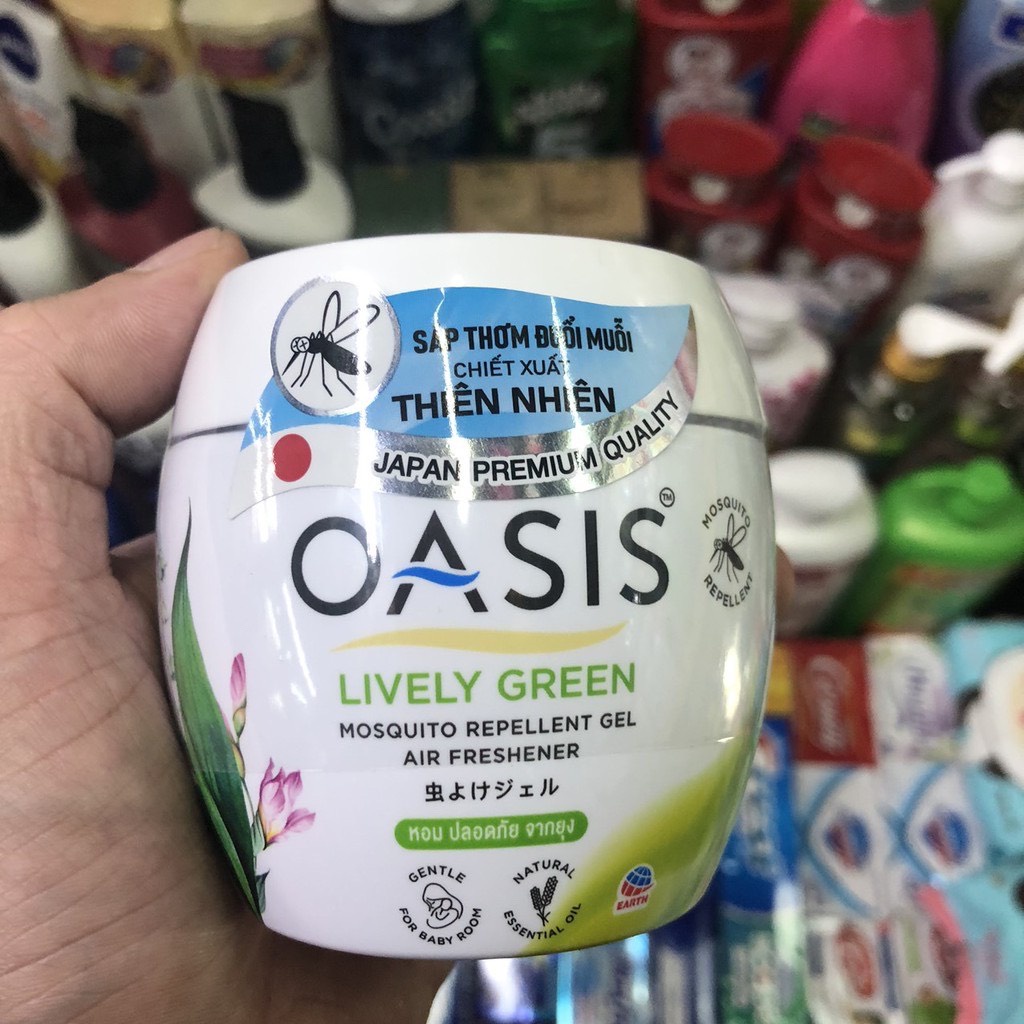 SÁP THƠM ĐUỔI MUỖI
CHIẾT XUẤT
THIÊN NHIÊN
JAPAN PREMIUM QUALITY
OASIS™
MOSQUITO
REPELLENT
LIVELY GREEN
MOSQUITO REPELLENT GEL
AIR FRESHENER
虫よけジェル
หอม ปลอดภัย จากยุง
GENTLE
FOR BABY ROOM
NATURAL
ESSENTIAL OIL
EARTH